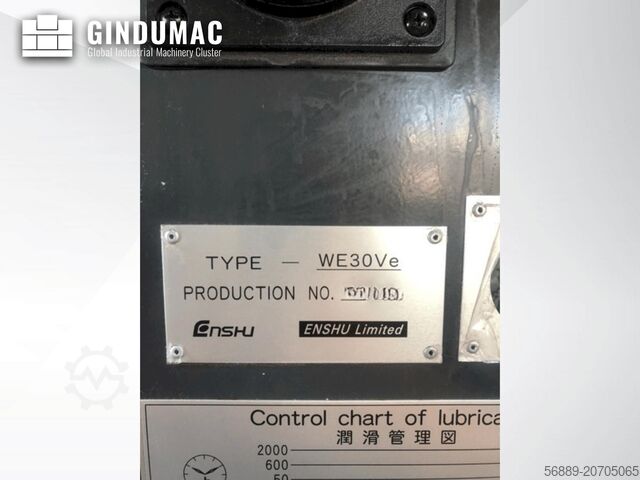 GINDUMAC
Global Industrial Machinery Cluster
TYPE — WE30Ve
PRODUCTION NO.
ENSHU ENSHU Limited
Control chart of lubrica
潤滑管理図
2000
600
50
56889-20705065